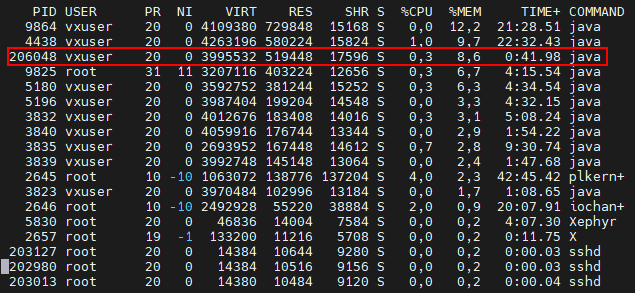 PID USER PR NI VIRT RES SHR S %CPU %MEM TIME+ COMMAND
9864 vxuser 20 0 4109380 729848 15168 S 0,0 12,2 21:28.51 java
4438 vxuser 20 0 4263196 580224 15824 S 1,0 9,7 22:32.43 java
206048 vxuser 20 0 3995532 519448 17596 S 0,3 8,6 0:41.98 java
9825 root 31 11 3207116 403224 12656 S 0,3 6,7 4:15.54 java
5180 vxuser 20 0 3592752 381244 15252 S 0,3 6,3 4:34.54 java
5196 vxuser 20 0 3987404 199204 14548 S 0,0 3,3 4:32.15 java
3832 vxuser 20 0 4012676 183408 14016 S 0,3 3,1 5:08.24 java
3840 vxuser 20 0 4059916 176744 13344 S 0,0 2,9 1:54.22 java
3835 vxuser 20 0 2693952 167448 14612 S 0,7 2,8 9:30.74 java
3839 vxuser 20 0 3992748 145148 13064 S 0,0 2,4 1:47.68 java
2645 root 10 -10 1063072 138776 137204 S 4,0 2,3 42:45.42 plkern+
3823 vxuser 20 0 3970484 102996 13184 S 0,0 1,7 1:08.65 java
2646 root 10 -10 2492928 55220 38884 S 2,0 0,9 20:07.91 iochan+
5830 root 20 0 46836 14004 7584 S 0,0 0,2 4:07.30 Xephyr
2657 root 19 -1 133200 11216 5708 S 0,0 0,2 0:11.75 X
203127 root 20 0 14384 10644 9280 S 0,0 0,2 0:00.03 sshd
202980 root 20 0 14380 10516 9156 S 0,0 0,2 0:00.03 sshd
203013 root 20 0 14380 10484 9120 S 0,0 0,2 0:00.04 sshd